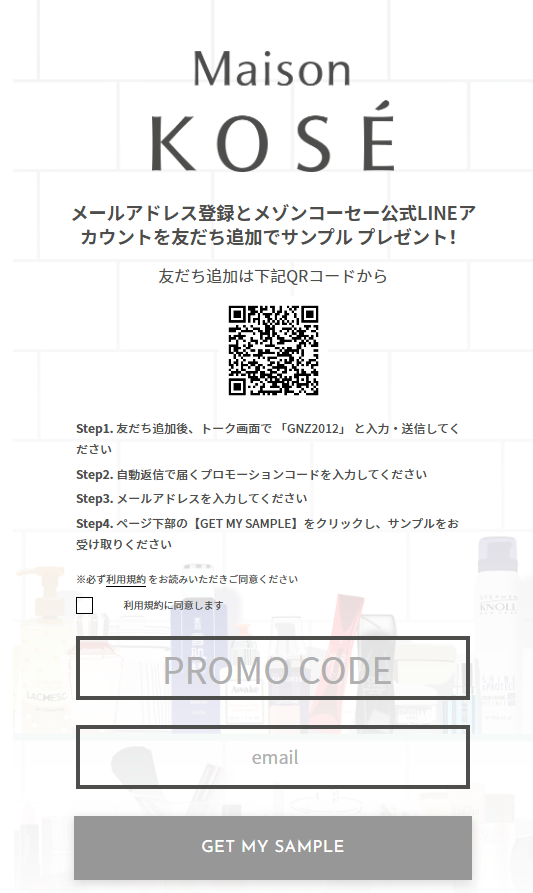 Maison
KOSÉ
メールアドレス登録とメゾンコーセー公式LINEア
カウントを友だち追加でサンプル プレゼント!
友だち追加は下記QRコードから
Step1. 友だち追加後、トーク画面で 「GNZ2012」 と入力・送信してく
ださい
Step2. 自動返信で届くプロモーションコードを入力してください
Step3. メールアドレスを入力してください
Step4. ページ下部の【GET MY SAMPLE】をクリックし、サンプルをお
受け取りください
※必ず利用規約 をお読みいただきご同意ください
利用規約に同意します
STEPHEN
KNOLL
PROMO CODE
Awake
email
GET MY SAMPLE